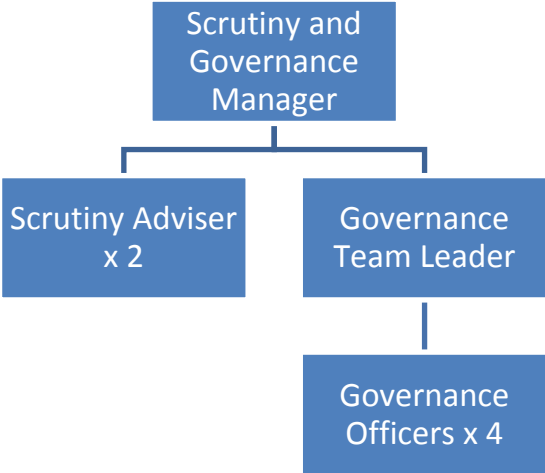 Scrutiny and
Governance
Manager
Scrutiny Adviser
x 2
Governance
Team Leader
Governance
Officers x 4